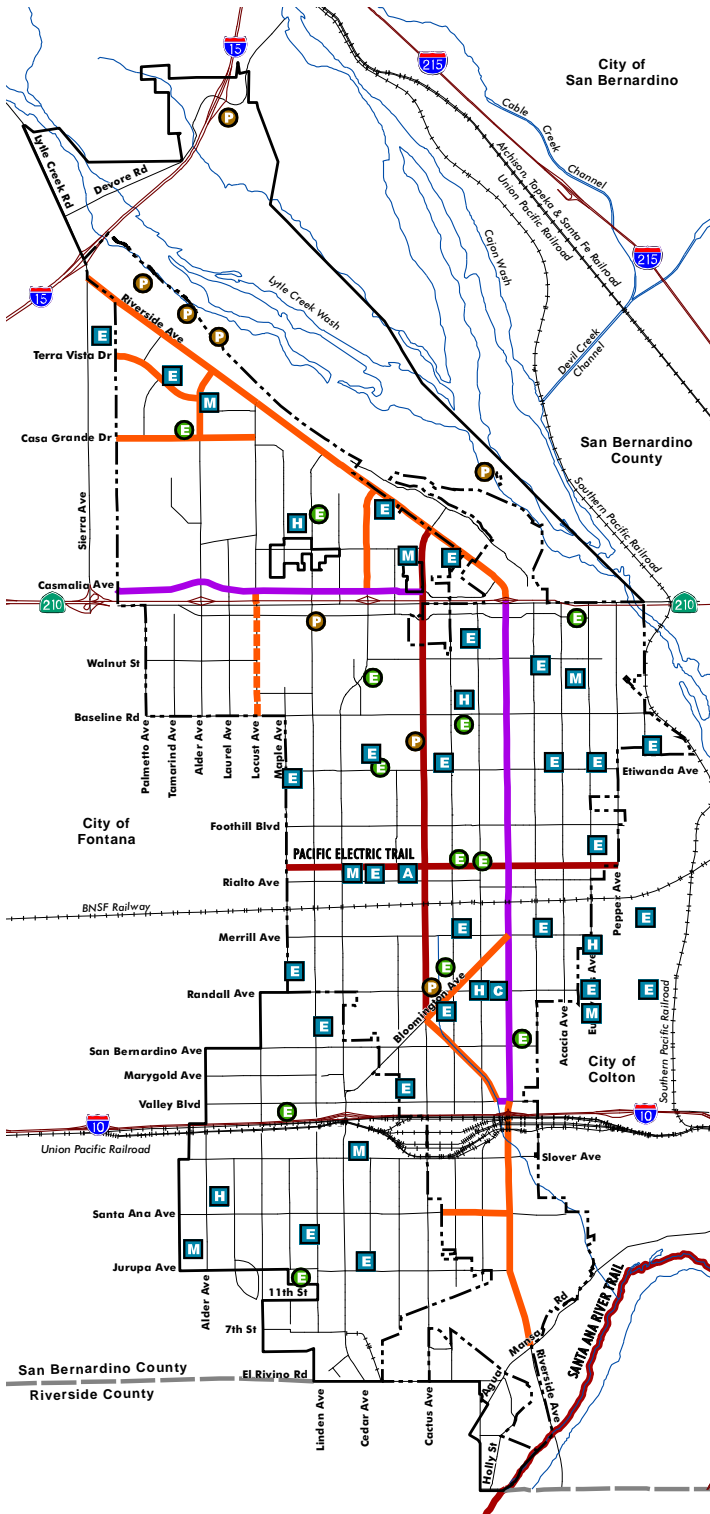 15
215
City of
San Bernardino
P
Cable
Creek
Channel
Lytle Creek Rd
Devore Rd
Atchison, Topeka & Santa Fe Railroad
Union Pacific Railroad
Cajon Wash
215
15
P
Riverside Ave
P
Lytle Creek Wash
P
E
Terra Vista Dr
Devil Creek
Channel
E
M
E
Casa Grande Dr
San Bernardino
County
P
Southern Pacific Railroad
Sierra Ave
H
E
E
M
E
Casmalia Ave
210
210
P
E
E
Walnut St
E
M
E
H
Baseline Rd
E
Palmetto Ave
Tamarind Ave
Alder Ave
Laurel Ave
Locust Ave
Maple Ave
P
E
E
E
E
E
E
E
Etiwanda Ave
City of
Fontana
Foothill Blvd
E
PACIFIC ELECTRIC TRAIL
E
E
M
E
A
Rialto Ave
Pepper Ave
BNSF Railway
E
E
E
Merrill Ave
H
E
E
Bloomington Ave
Randall Ave
P
H
C
E
E
E
M
E
Acacia Ave
Southern Pacific Railroad
San Bernardino Ave
E
City of
Colton
Marygold Ave
E
Valley Blvd
E
10
10
Union Pacific Railroad
M
Slover Ave
H
Santa Ana Ave
E
M
E
Jurupa Ave
E
11th St
Alder Ave
SANTA ANA RIVER TRAIL
7th St
Agua Mansa Rd
Riverside Ave
San Bernardino County
Riverside County
El Rivino Rd
Linden Ave
Cedar Ave
Cactus Ave
Holly St